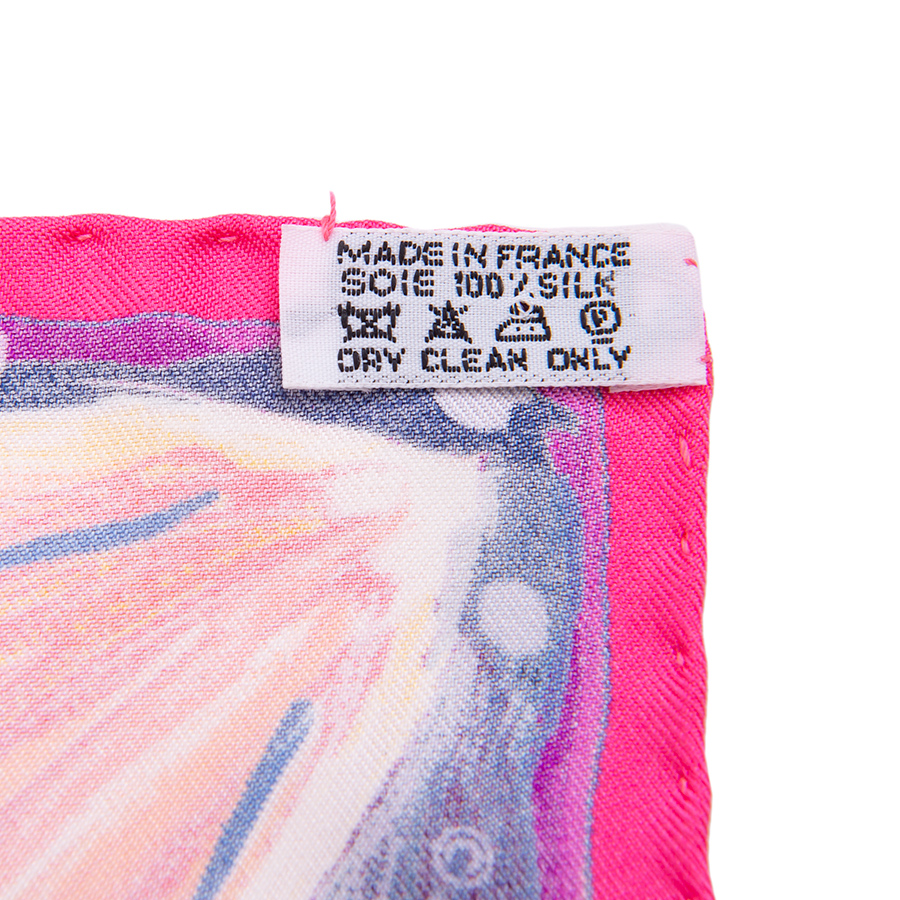 MADE IN FRANCE
SOIE 100% SILK
P
DRY CLEAN ONLY